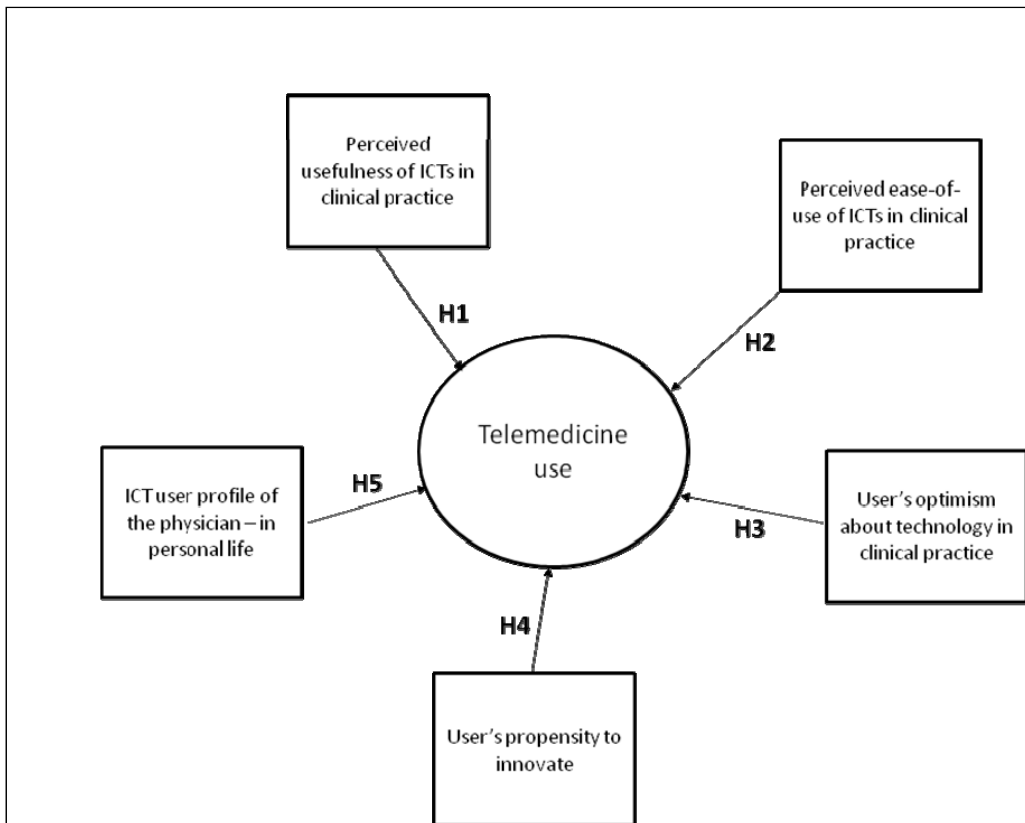 Perceived
usefulness of ICTs in
clinical practice
Perceived ease-of-
use of ICTs in clinical
practice
H1
H2
Telemedicine
use
ICT user profile of
the physician – in
personal life
H5
User's optimism
about technology in
clinical practice
H3
H4
User's propensity to
innovate